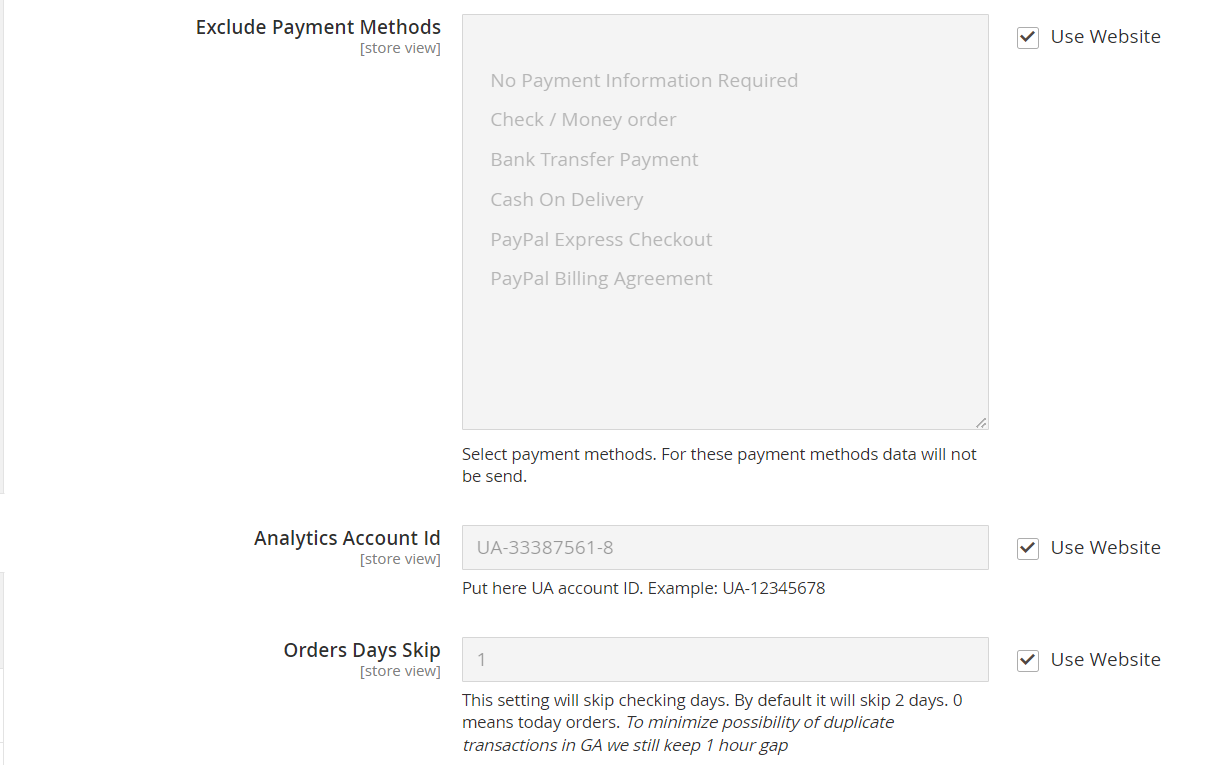 Exclude Payment Methods
[store view]
Use Website
No Payment Information Required
Check / Money order
Bank Transfer Payment
Cash On Delivery
PayPal Express Checkout
PayPal Billing Agreement
Select payment methods. For these payment methods data will not
be send.
Analytics Account Id
[store view]
UA-33387561-8
Use Website
Put here UA account ID. Example: UA-12345678
Orders Days Skip
[store view]
1
Use Website
This setting will skip checking days. By default it will skip 2 days. 0
means today orders. To minimize possibility of duplicate
transactions in GA we still keep 1 hour gap